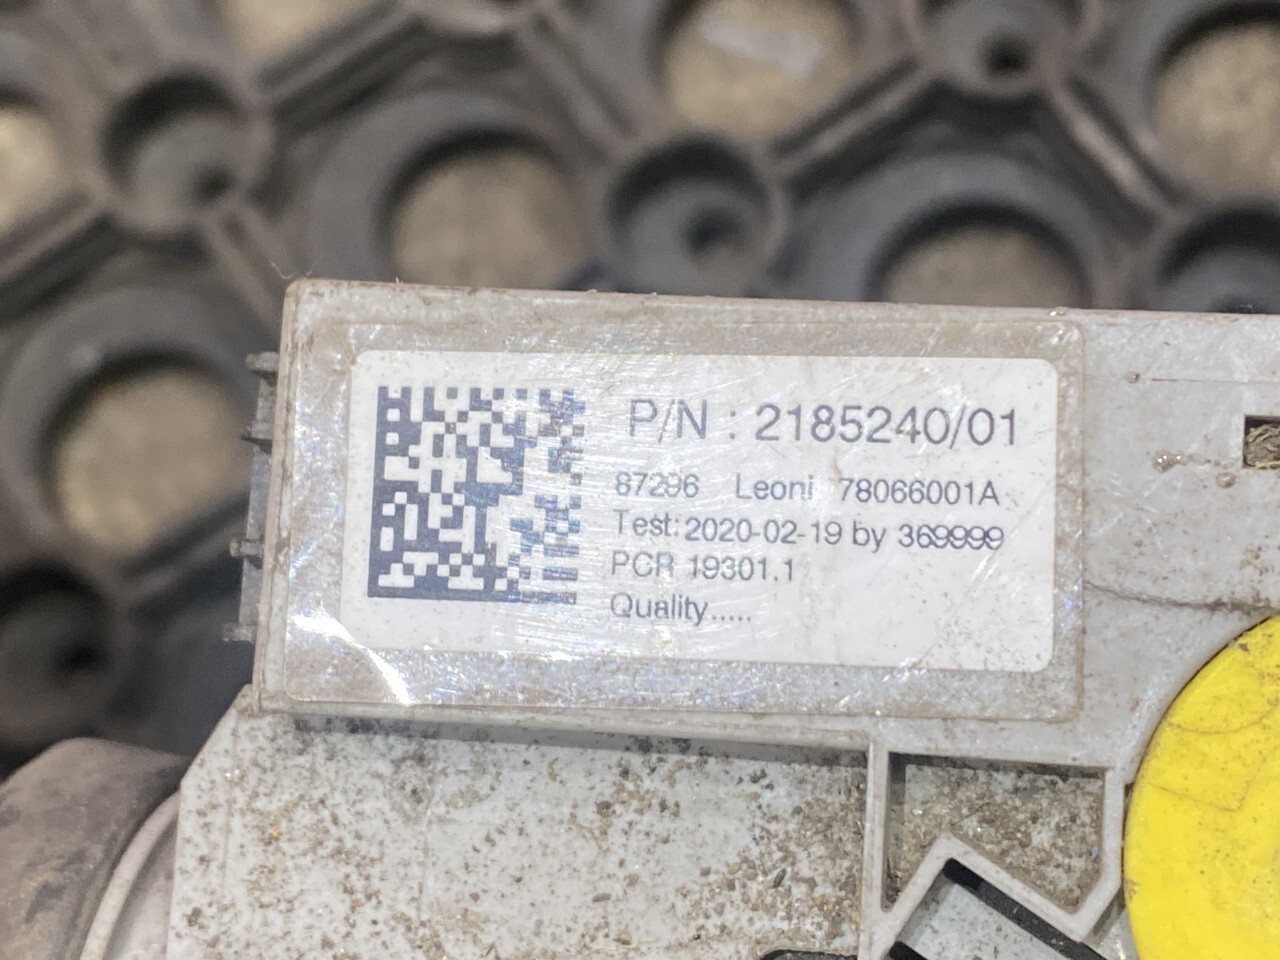 P/N : 2185240/01
87296 Leoni 78066001A
Test: 2020-02-19 by 369999
PCR 19301.1
Quality.....